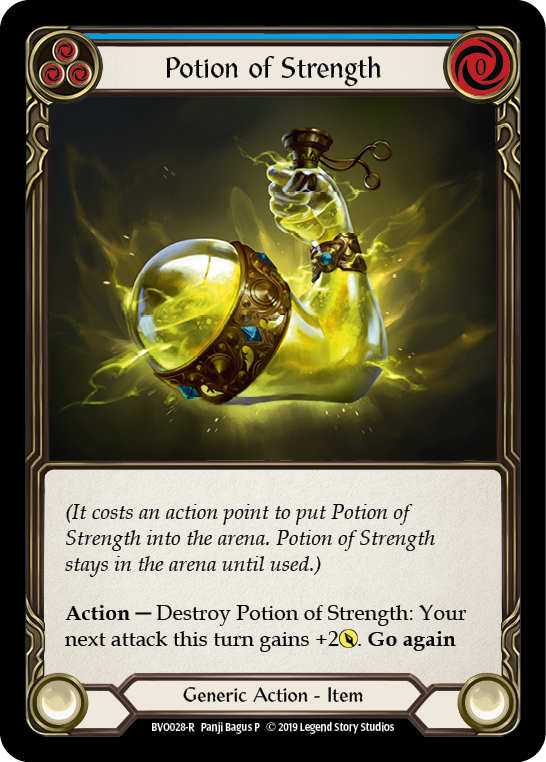 Potion of Strength
0
(It costs an action point to put Potion of
Strength into the arena. Potion of Strength
stays in the arena until used.)
Action — Destroy Potion of Strength: Your
next attack this turn gains +2. Go again
Generic Action - Item
BVO028-R Panji Bagus P © 2019 Legend Story Studios